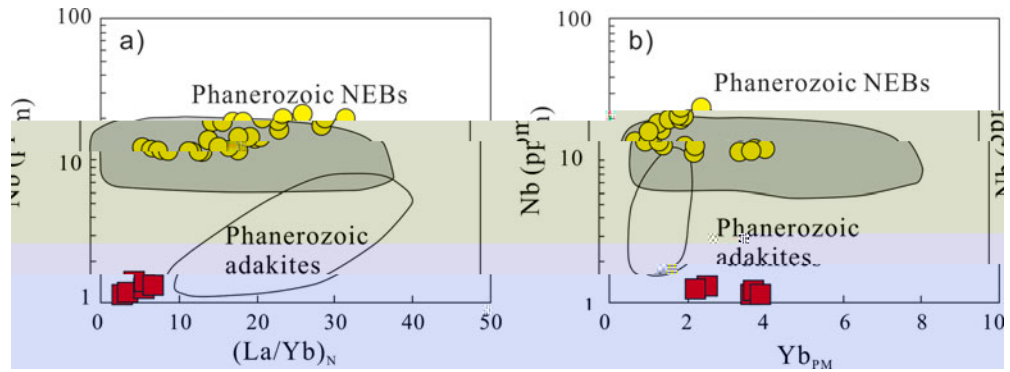 100
a)
Phanerozoic NEBs
10
Phanerozoic
adakites
1
0 10 20 30 40 50
(La/Yb)N
b)
Phanerozoic NEBs
Nb (pp
10
Phanerozoic
adakites
1
0 2 4 6 8 10
YbPM
100